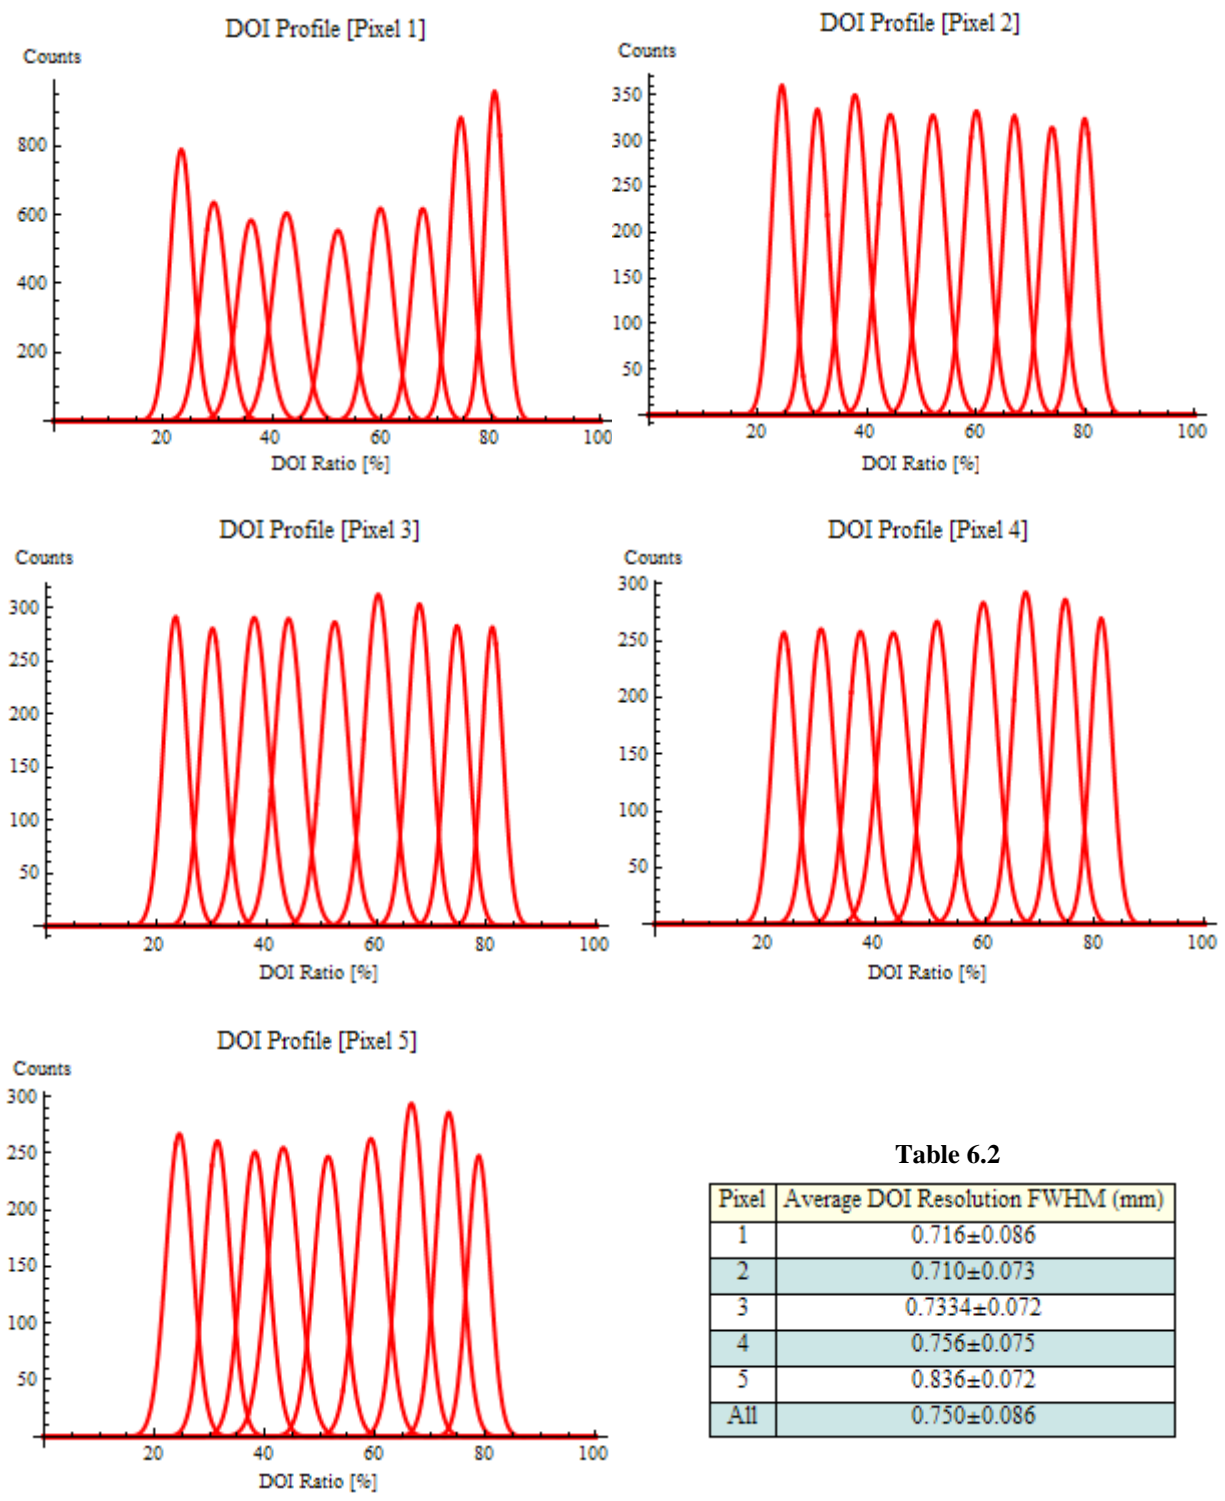 DOI Profile [Pixel 1]
Counts
800
600
400
200
20 40 60 80 100
DOI Ratio [%]
DOI Profile [Pixel 2]
Counts
350
300
250
200
150
100
50
20 40 60 80 100
DOI Ratio [%]
DOI Profile [Pixel 3]
Counts
300
250
200
150
100
50
20 40 60 80 100
DOI Ratio [%]
DOI Profile [Pixel 4]
Counts
300
250
200
150
100
50
20 40 60 80 100
DOI Ratio [%]
DOI Profile [Pixel 5]
Counts
300
250
200
150
100
50
20 40 60 80 100
DOI Ratio [%]
Table 6.2
Pixel Average DOI Resolution FWHM (mm)
1 0.716±0.086
2 0.710±0.073
3 0.7334±0.072
4 0.756±0.075
5 0.836±0.072
All 0.750±0.086